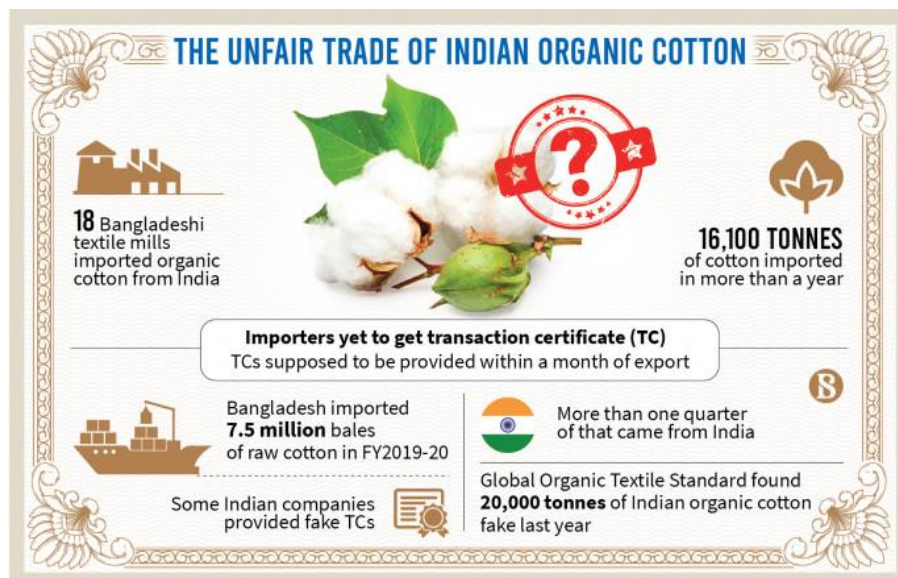 THE UNFAIR TRADE OF INDIAN ORGANIC COTTON
18 Bangladeshi
textile mills
imported organic
cotton from India
?
16,100 TONNES
of cotton imported
in more than a year
Importers yet to get transaction certificate (TC)
TCs supposed to be provided within a month of export
Bangladesh imported
7.5 million bales
of raw cotton in FY2019-20
Some Indian companies
provided fake TCs
B
More than one quarter
of that came from India
Global Organic Textile Standard found
20,000 tonnes of Indian organic cotton
fake last year